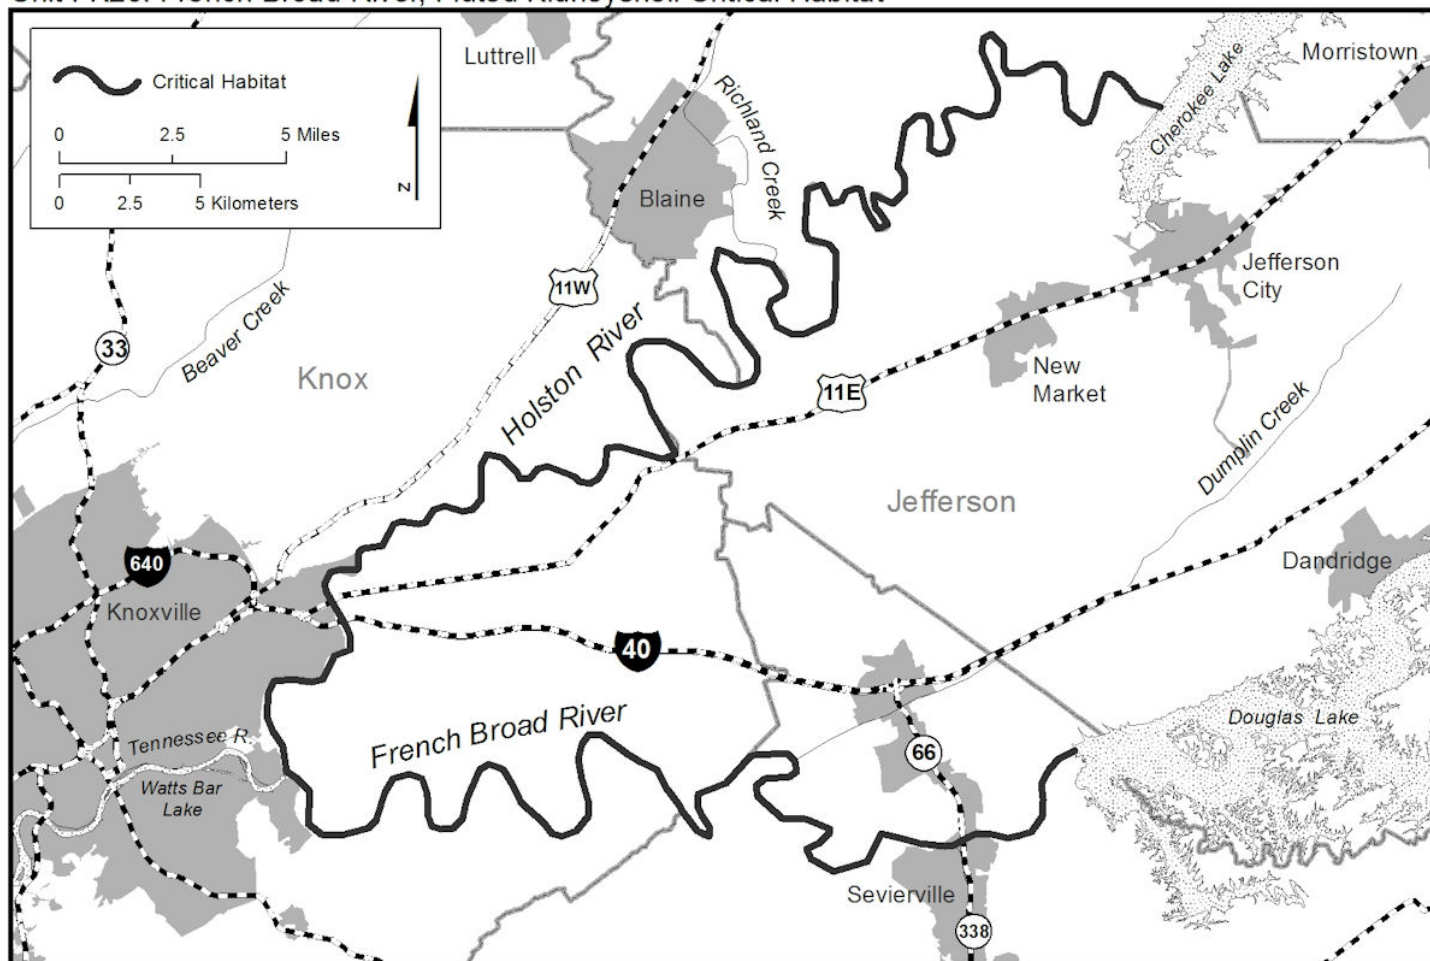 Critical Habitat
0 2.5 5 Miles
0 2.5 5 Kilometers
N
Luttrell
Morristown
Cherokee Lake
Richland Creek
Blaine
11W
Jefferson
City
33
Beaver Creek
Knox
Holston River
11E
New
Market
Dumplin Creek
Jefferson
640
Knoxville
Dandridge
40
French Broad River
Tennessee R.
Watts Bar
Lake
66
Douglas Lake
Sevierville
338